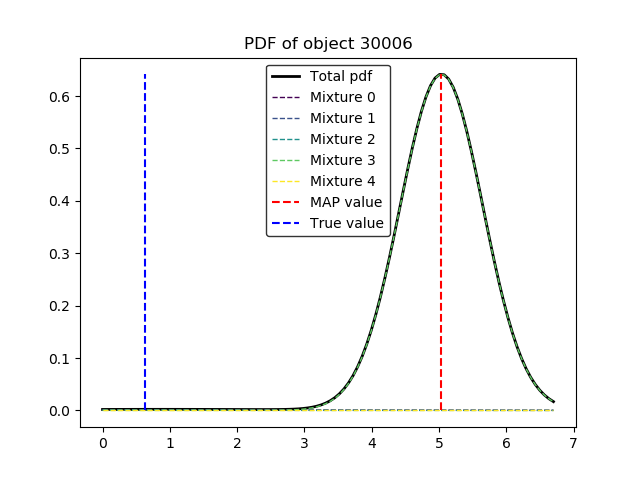 PDF of object 30006
Total pdf
Mixture 0
Mixture 1
Mixture 2
Mixture 3
Mixture 4
MAP value
True value
0.6
0.5
0.4
0.3
0.2
0.1
0.0
0 1 2 3 4 5 6 7